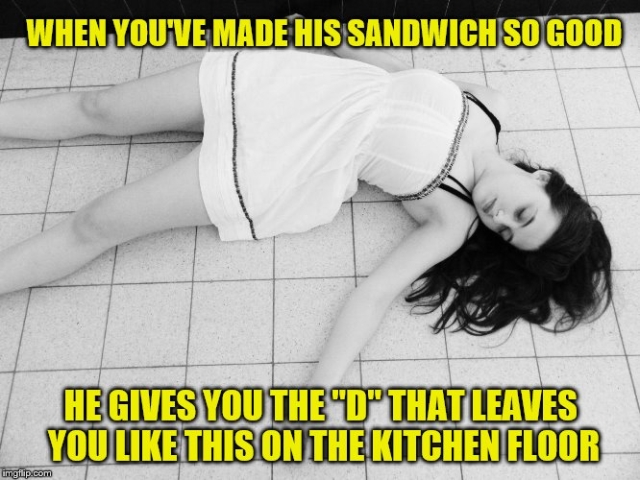 WHEN YOU'VE MADE HIS SANDWICH SO GOOD
HE GIVES YOU THE "D" THAT LEAVES
YOU LIKE THIS ON THE KITCHEN FLOOR
imgflip.com